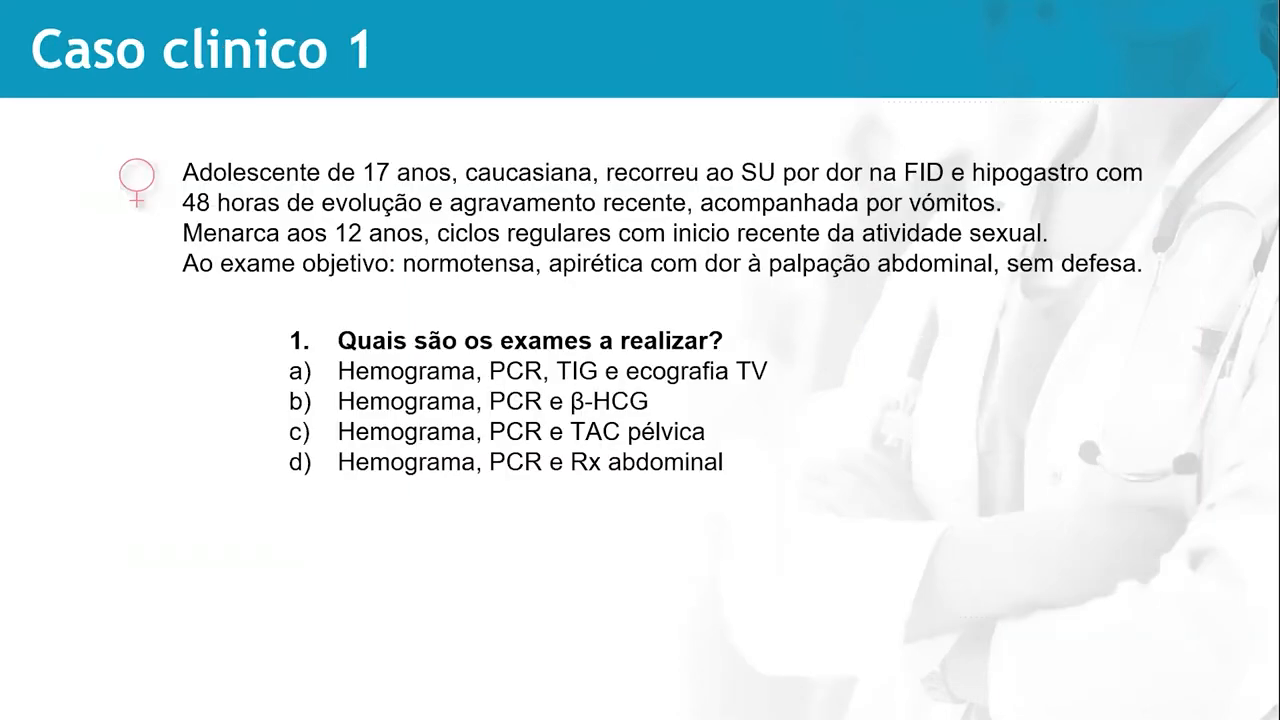 Caso clinico 1
Adolescente de 17 anos, caucasiana, recorreu ao SU por dor na FID e hipogastro com
48 horas de evolução e agravamento recente, acompanhada por vómitos.
Menarca aos 12 anos, ciclos regulares com inicio recente da atividade sexual.
Ao exame objetivo: normotensa, apirética com dor à palpação abdominal, sem defesa.
1. Quais são os exames a realizar?
a) Hemograma, PCR, TIG e ecografia TV
b) Hemograma, PCR e β-HCG
c) Hemograma, PCR e TAC pélvica
d) Hemograma, PCR e Rx abdominal